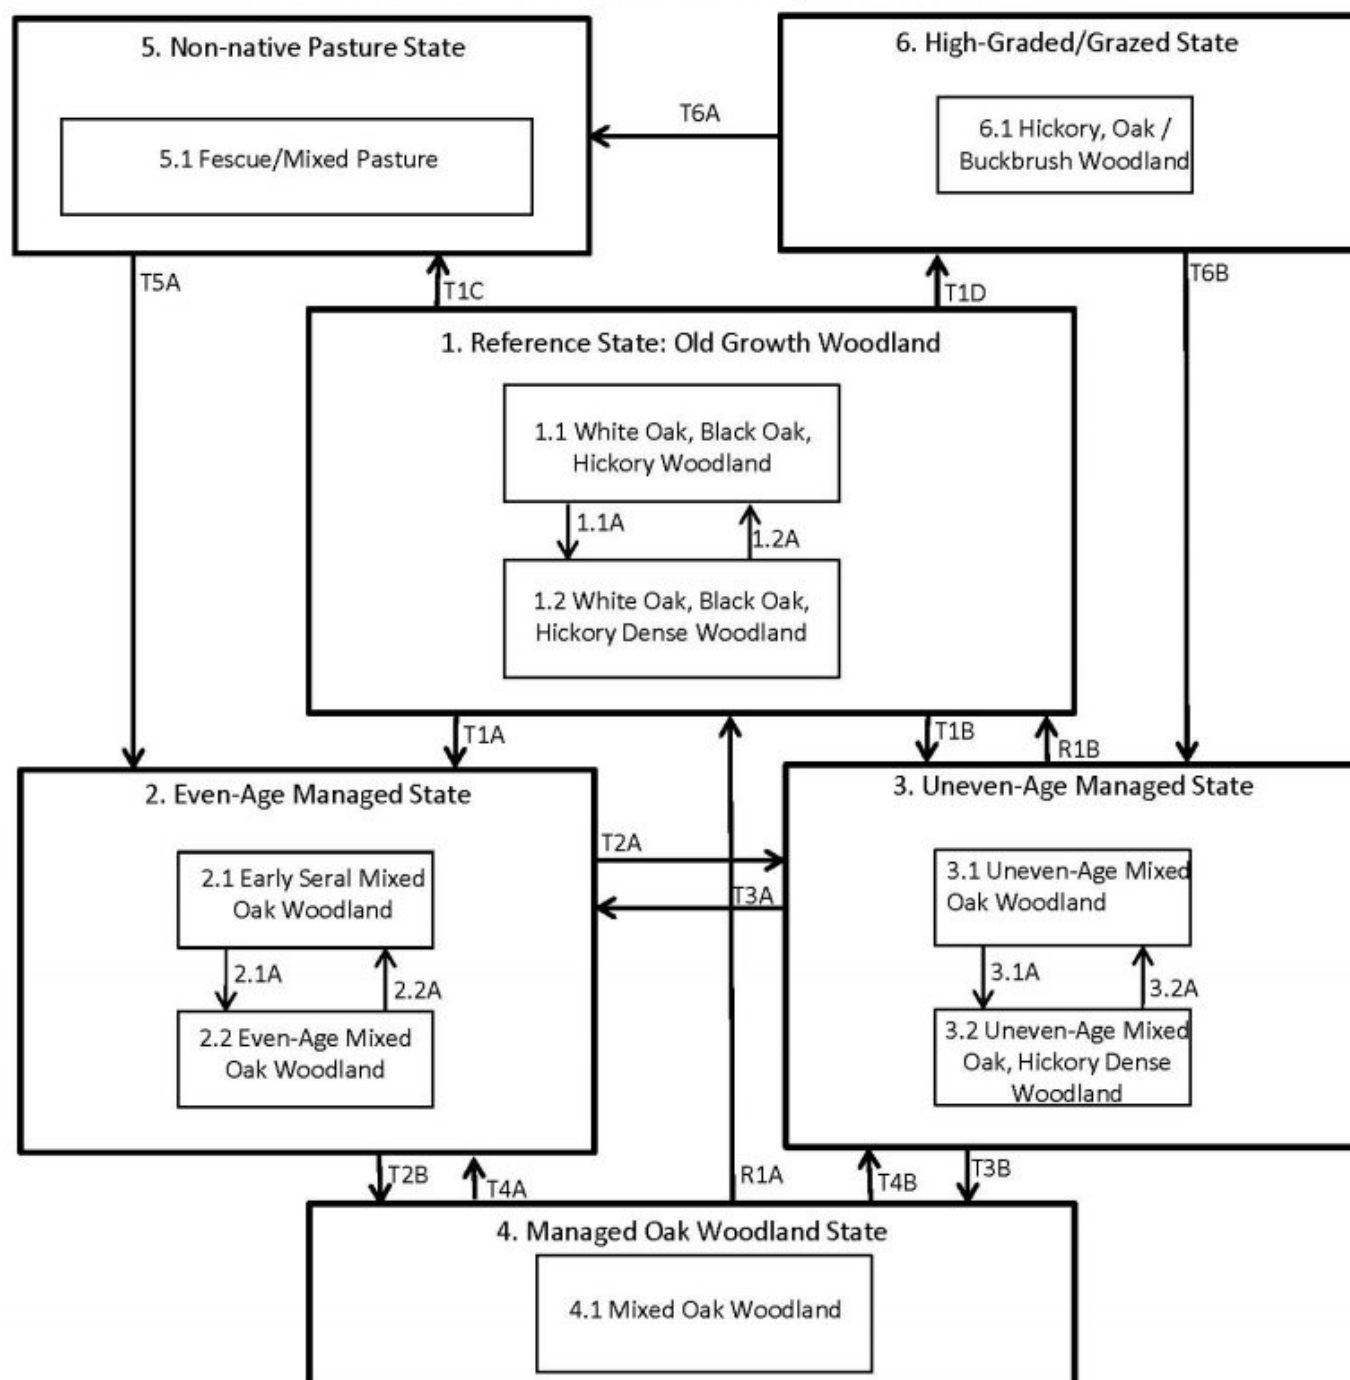 5. Non-native Pasture State
5.1 Fescue/Mixed Pasture
T6A
6. High-Graded/Grazed State
6.1 Hickory, Oak /
Buckbrush Woodland
T5A
T1C
T1D
T6B
1. Reference State: Old Growth Woodland
1.1 White Oak, Black Oak,
Hickory Woodland
1.1A
1.2A
1.2 White Oak, Black Oak,
Hickory Dense Woodland
T1A
T1B
R1B
2. Even-Age Managed State
2.1 Early Seral Mixed
Oak Woodland
2.1A
2.2A
2.2 Even-Age Mixed
Oak Woodland
T2A
T3A
3. Uneven-Age Managed State
3.1 Uneven-Age Mixed
Oak Woodland
3.1A
3.2A
3.2 Uneven-Age Mixed
Oak, Hickory Dense
Woodland
T2B
T4A
R1A
T4B
T3B
4. Managed Oak Woodland State
4.1 Mixed Oak Woodland